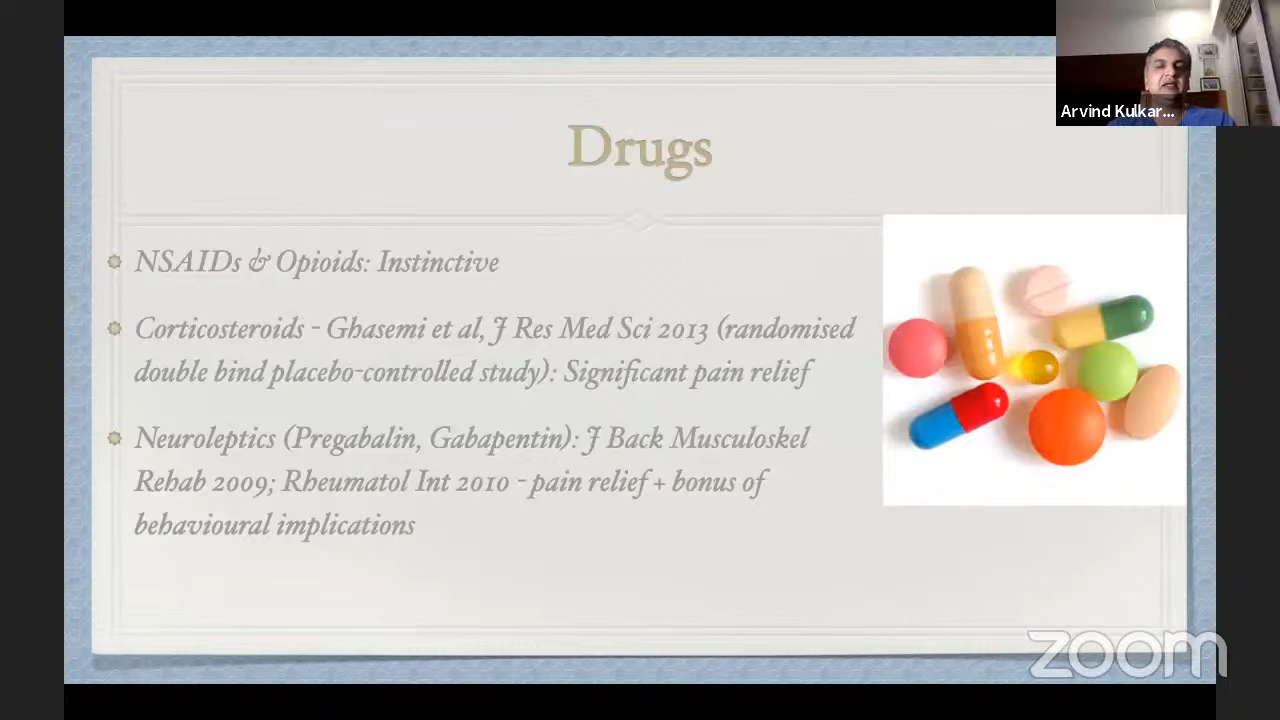 Arvind Kulkar...
Drugs
NSAIDs & Opioids: Instinctive
Corticosteroids - Ghasemi et al, J Res Med Sci 2013 (randomised
double bind placebo-controlled study): Significant pain relief
Neuroleptics (Pregabalin, Gabapentin): J Back Musculoskel
Rehab 2009; Rheumatol Int 2010 - pain relief + bonus of
behavioural implications
zoom